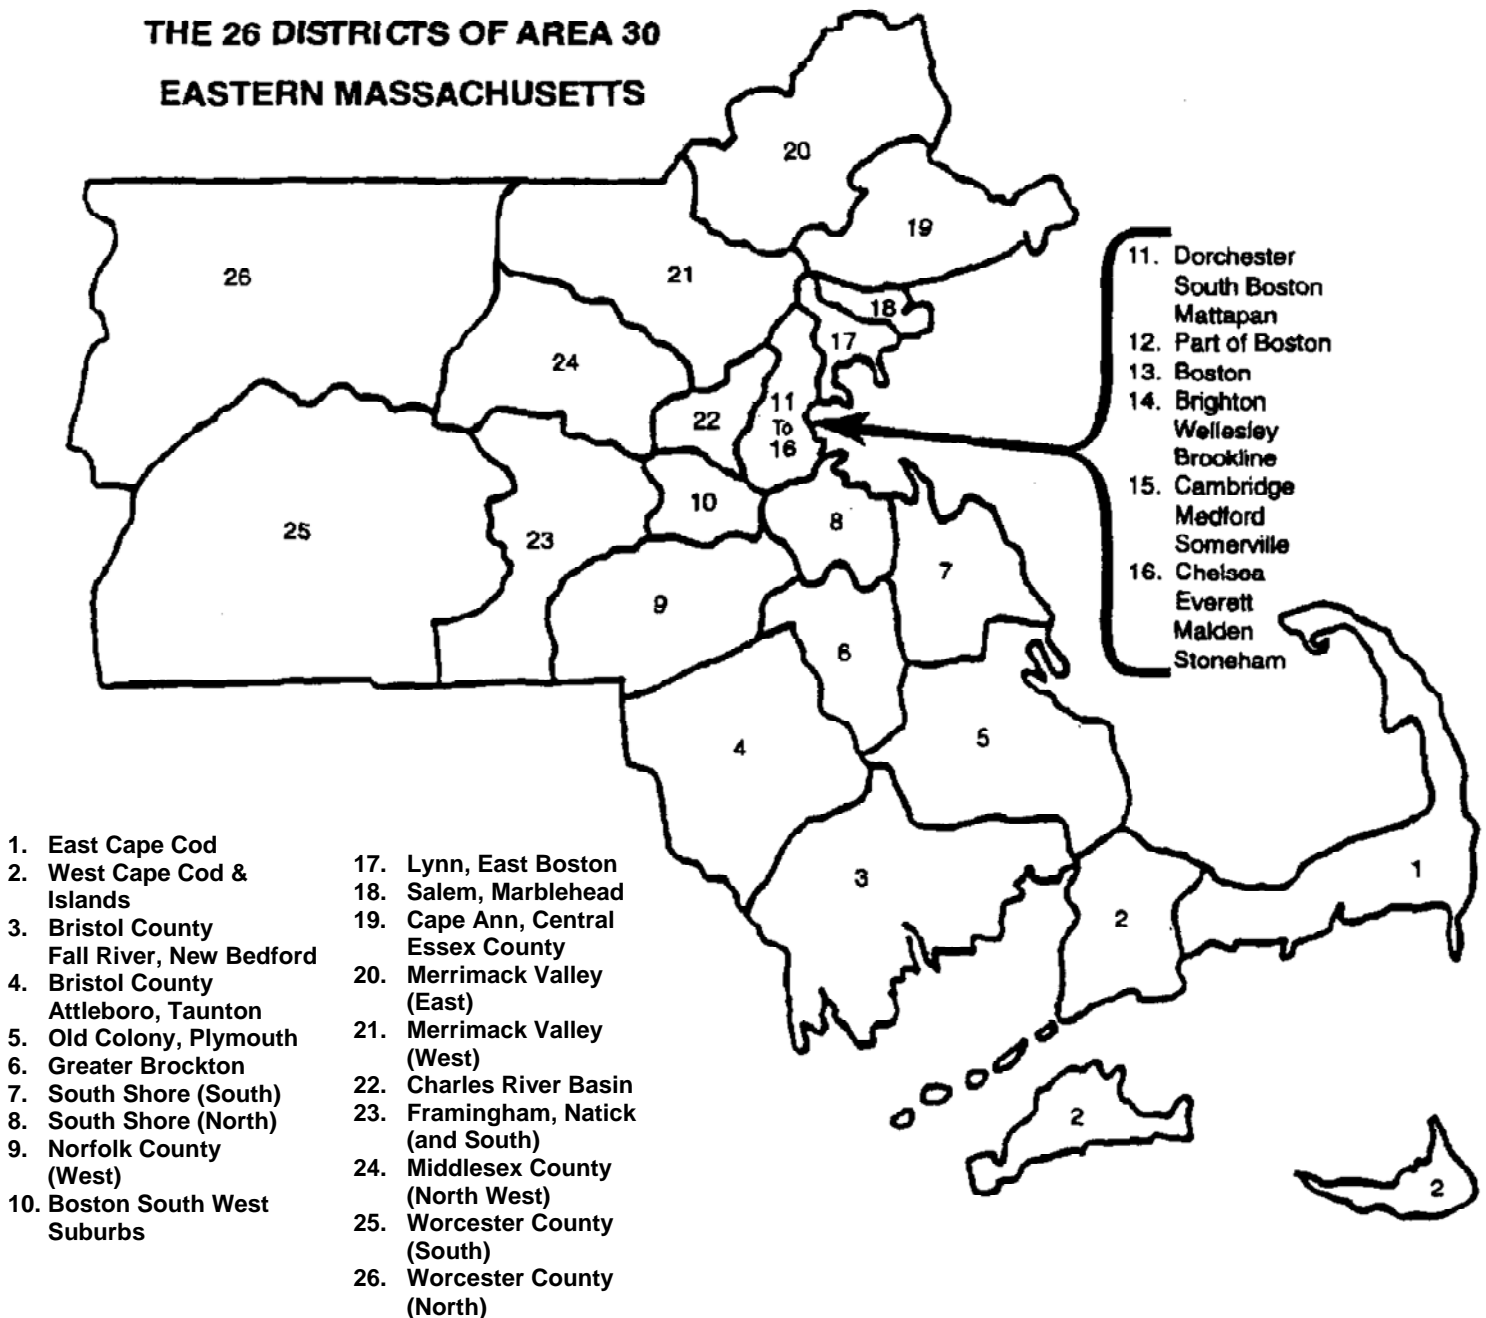 THE 26 DISTRICTS OF AREA 30
EASTERN MASSACHUSETTS
20
19
26
21
18
17
24
22
11
To
16
10
8
25
23
7
9
6
4
5
3
2
1
2
2
11. Dorchester
South Boston
Mattapan
12. Part of Boston
13. Boston
14. Brighton
Wellesley
Brookline
15. Cambridge
Medford
Somerville
16. Chelsea
Everett
Malden
Stoneham
1. East Cape Cod
2. West Cape Cod &
Islands
3. Bristol County
Fall River, New Bedford
4. Bristol County
Attleboro, Taunton
5. Old Colony, Plymouth
6. Greater Brockton
7. South Shore (South)
8. South Shore (North)
9. Norfolk County
(West)
10. Boston South West
Suburbs
17. Lynn, East Boston
18. Salem, Marblehead
19. Cape Ann, Central
Essex County
20. Merrimack Valley
(East)
21. Merrimack Valley
(West)
22. Charles River Basin
23. Framingham, Natick
(and South)
24. Middlesex County
(North West)
25. Worcester County
(South)
26. Worcester County
(North)